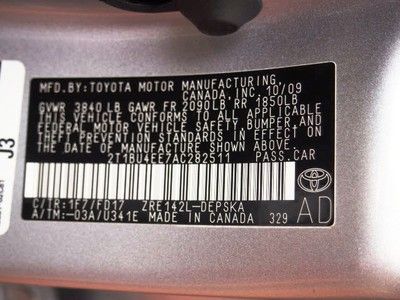 MFD. BY: TOYOTA MOTOR MANUFACTURING,
CANADA, INC. 10/09
GVWR 3840 LB GAWR FR 2090LB RR 1850LB
THIS VEHICLE CONFORMS TO ALL APPLICABLE
FEDERAL MOTOR VEHICLE SAFETY, BUMPER, AND
THEFT PREVENTION STANDARDS IN EFFECT ON
THE DATE OF MANUFACTURE SHOWN ABOVE.
2T1BU4EE7AC282511 PASS.CAR
C/TR:1F7/FD17 ZRE142L-DEPSKA
A/TM:-03A/U341E MADE IN CANADA 329
TOYOTA
AD
J3